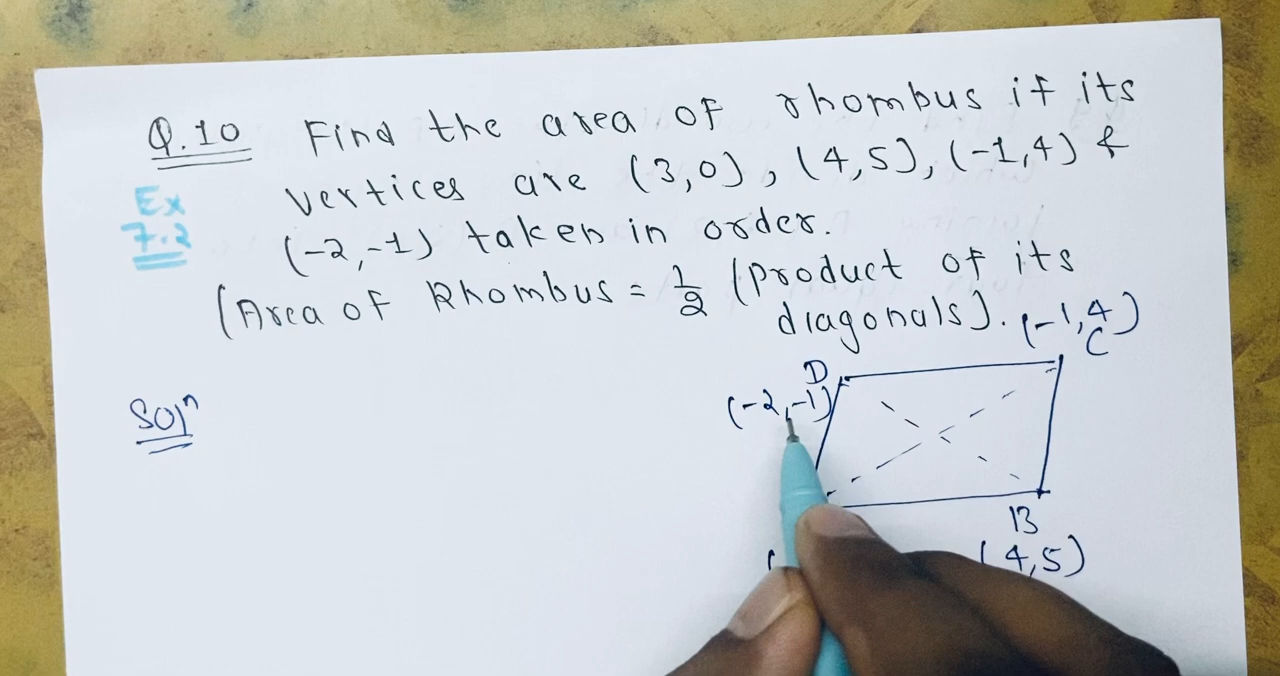 Q.10 Find the area of rhombus if its
Ex 7.2
vertices are (3,0), (4,5), (-1,4) &
(-2,-1) taken in order.
(Area of Rhombus = 1/2 (Product of its
diagonals).
(-1,4)
C
D
(-2,-1)
Solⁿ
B
(4,5)
(